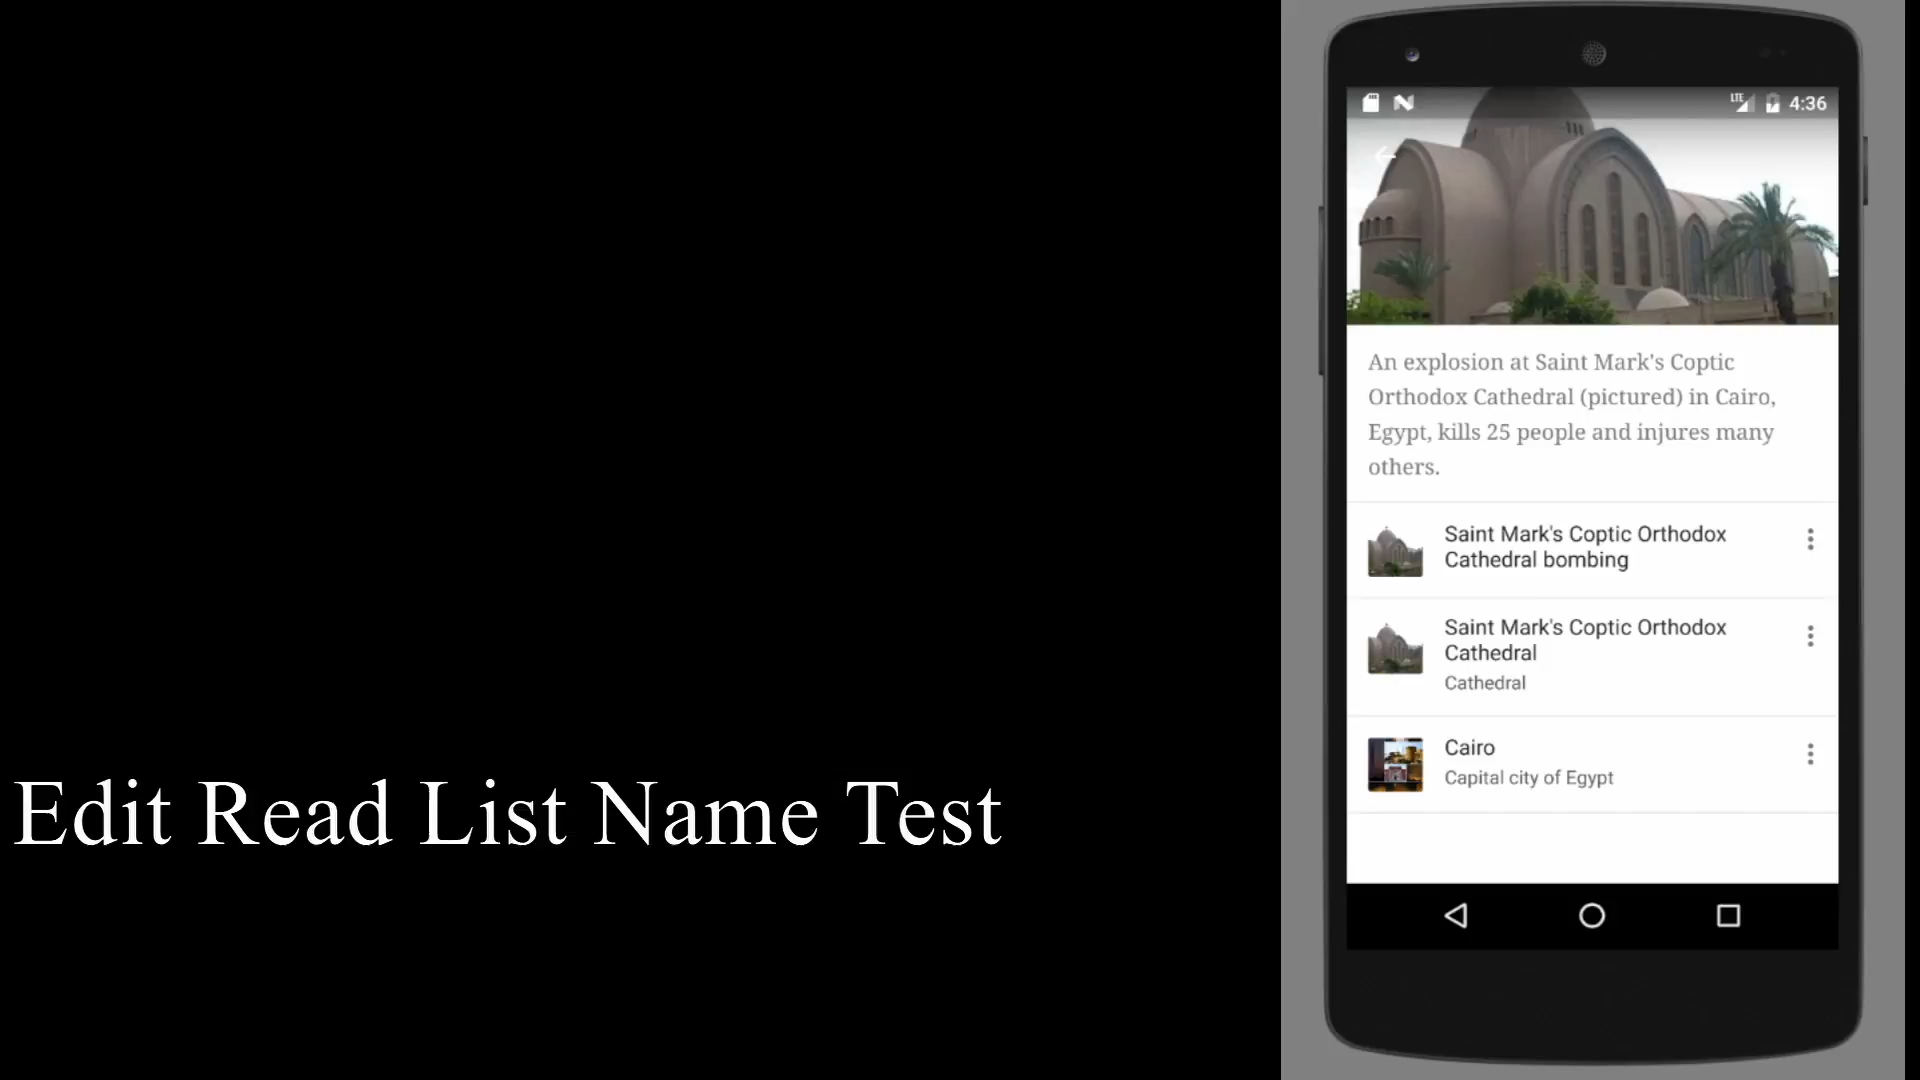 LTE 4:36
An explosion at Saint Mark's Coptic
Orthodox Cathedral (pictured) in Cairo,
Egypt, kills 25 people and injures many
others.
Saint Mark's Coptic Orthodox
Cathedral bombing
Saint Mark's Coptic Orthodox
Cathedral
Cathedral
Cairo
Capital city of Egypt
Edit Read List Name Test